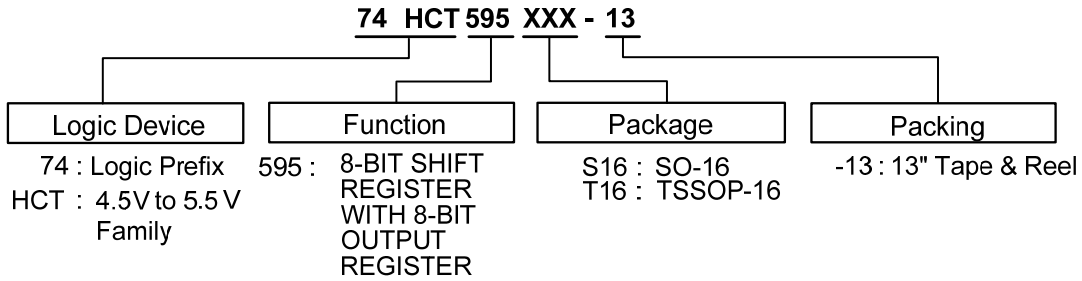 74 HCT 595 XXX - 13
Logic Device
74 : Logic Prefix
HCT : 4.5V to 5.5 V
Family
Function
595 : 8-BIT SHIFT
REGISTER
WITH 8-BIT
OUTPUT
REGISTER
Package
S16 : SO-16
T16 : TSSOP-16
Packing
-13 : 13" Tape & Reel